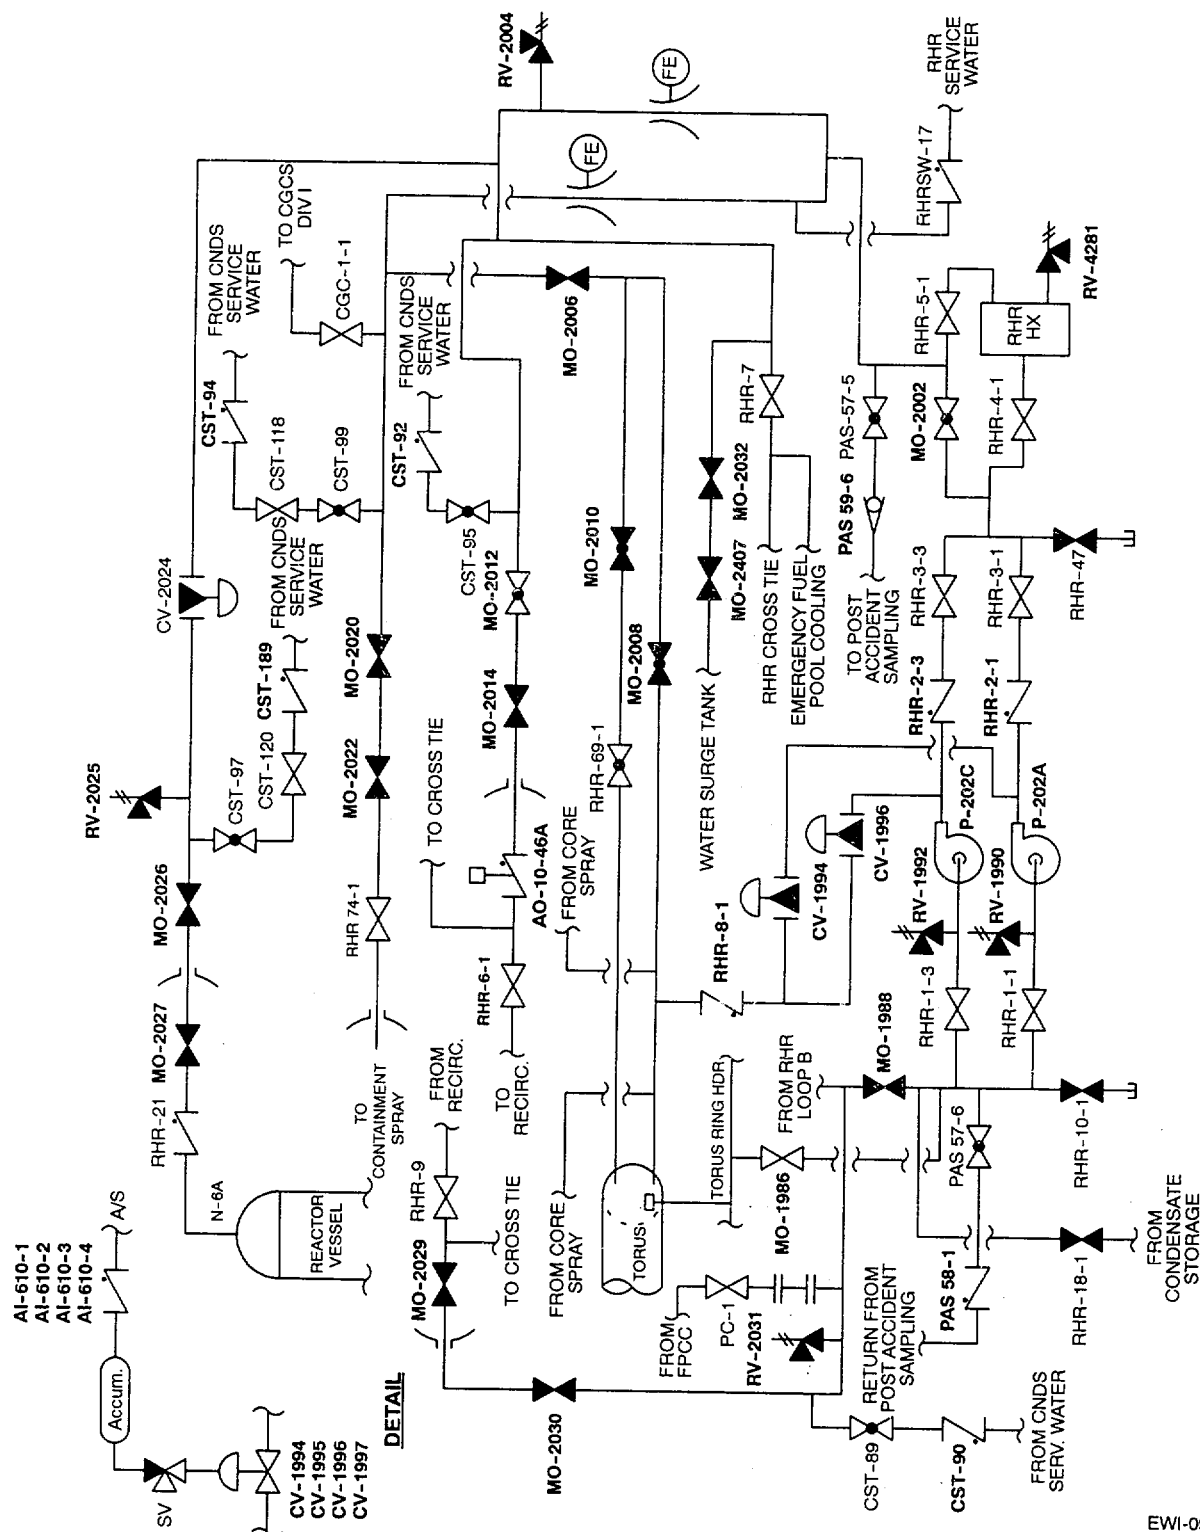 AI-610-1
AI-610-2
AI-610-3
AI-610-4
A/S
Accum.
SV
CV-1994
CV-1995
CV-1996
CV-1997
DETAIL
N-6A
REACTOR
VESSEL
RHR-21
MO-2027
MO-2026
RV-2025
CST-97
CST-120
CST-189
FROM CNDS
SERVICE
WATER
CV-2024
CST-94
FROM CNDS
SERVICE
WATER
CST-118
CST-99
TO CGCS
DIV I
CGC-1-1
RV-2004
FE
FE
RHR
SERVICE
WATER
RHRSW-17
TO
CONTAINMENT
SPRAY
RHR 74-1
MO-2022
MO-2020
FROM
RECIRC.
RHR-9
MO-2029
TO CROSS TIE
MO-2030
TO
RECIRC.
RHR-6-1
TO CROSS TIE
AO-10-46A
MO-2014
MO-2012
CST-95
CST-92
FROM CNDS
SERVICE
WATER
MO-2006
FROM CORE
SPRAY
FROM CORE
SPRAY
TORUS
RHR-69-1
MO-2010
MO-2008
TORUS RING HDR
WATER SURGE TANK
MO-2407
MO-2032
RHR-7
RHR CROSS TIE
EMERGENCY FUEL
POOL COOLING
FROM
FPCC
PC-1
RV-2031
MO-1986
FROM RHR
LOOP B
MO-1988
RHR-8-1
CV-1994
CV-1996
TO POST
ACCIDENT
SAMPLING
PAS 59-6
PAS-57-5
MO-2002
RHR-5-1
RHR
HX
RV-4281
RHR-4-1
RHR-3-3
RHR-3-1
RHR-47
RHR-2-3
RHR-2-1
P-202C
P-202A
RV-1992
RV-1990
RHR-1-3
RHR-1-1
PAS 57-6
RHR-10-1
RETURN FROM
POST ACCIDENT
SAMPLING
PAS 58-1
RHR-18-1
FROM
CONDENSATE
STORAGE
CST-89
CST-90
FROM CNDS
SERV. WATER